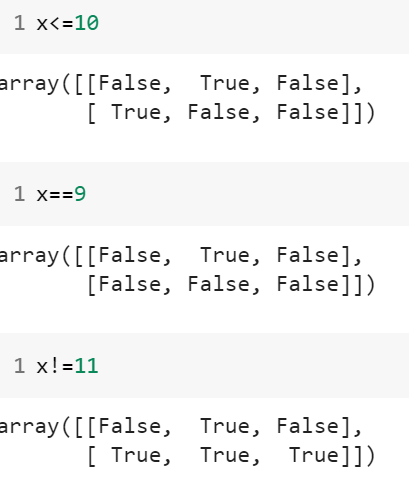 1 x<=10
array([[False,  True, False],
       [ True, False, False]])
1 x==9
array([[False,  True, False],
       [False, False, False]])
1 x!=11
array([[False,  True, False],
       [ True,  True,  True]])